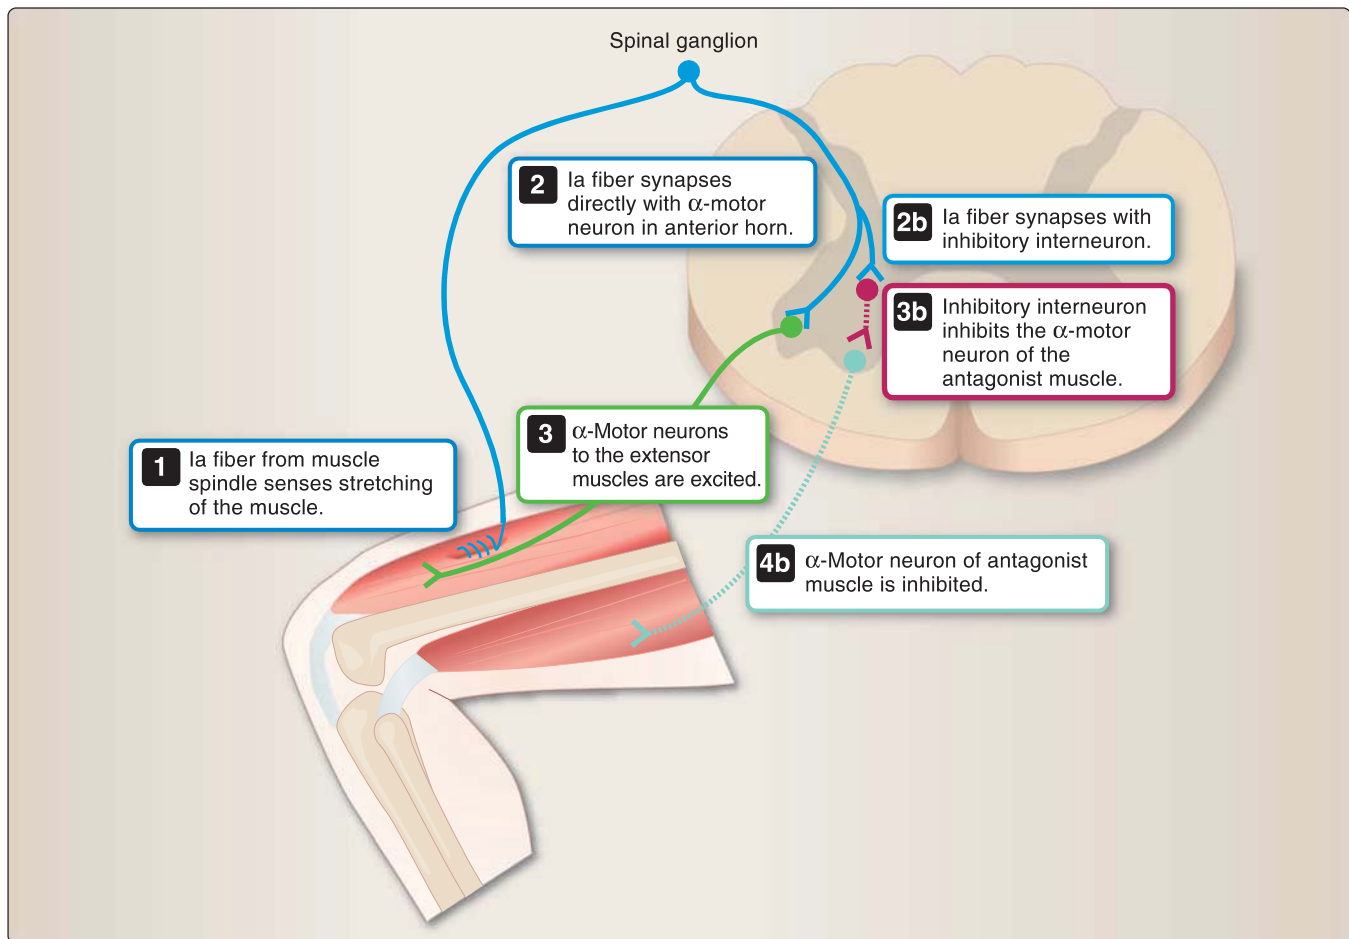 Spinal ganglion
2
Ia fiber synapses
directly with α-motor
neuron in anterior horn.
2b
Ia fiber synapses with
inhibitory interneuron.
3b
Inhibitory interneuron
inhibits the α-motor
neuron of the
antagonist muscle.
3
α-Motor neurons
to the extensor
muscles are excited.
1
Ia fiber from muscle
spindle senses stretching
of the muscle.
4b
α-Motor neuron of antagonist
muscle is inhibited.